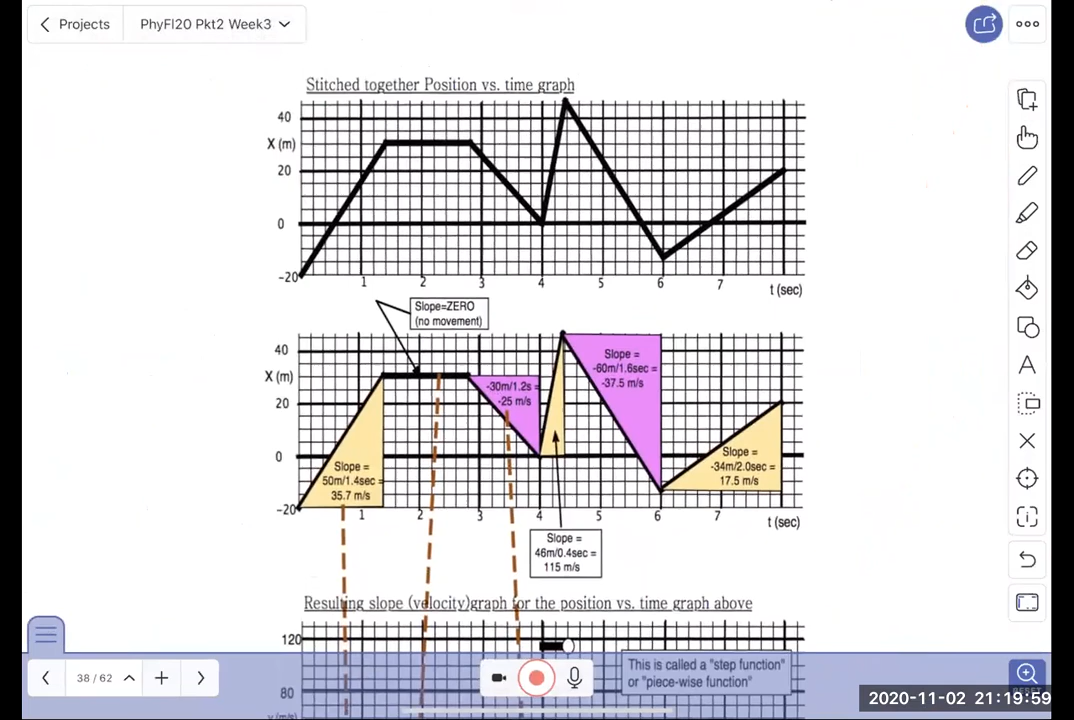 Projects
PhyFl20 Pkt2 Week3
Stitched together Position vs. time graph
40
X (m)
20
0
-20
1 2 3 4 5 6 7
t (sec)
Slope=ZERO
(no movement)
40
X (m)
20
0
-20
Slope =
50m/1.4sec=
35.7 m/s
-30m/1.2s=
-25 m/s
Slope =
-60m/1.6sec=
-37.5 m/s
Slope =
-34m/2.0sec=
17.5 m/s
1 2 3 4 5 6 7
t (sec)
Slope =
46m/0.4sec=
115 m/s
Resulting slope (velocity)graph for the position vs. time graph above
120
80
This is called a "step function"
or "piece-wise function"
38 / 62
2020-11-02 21:19:59